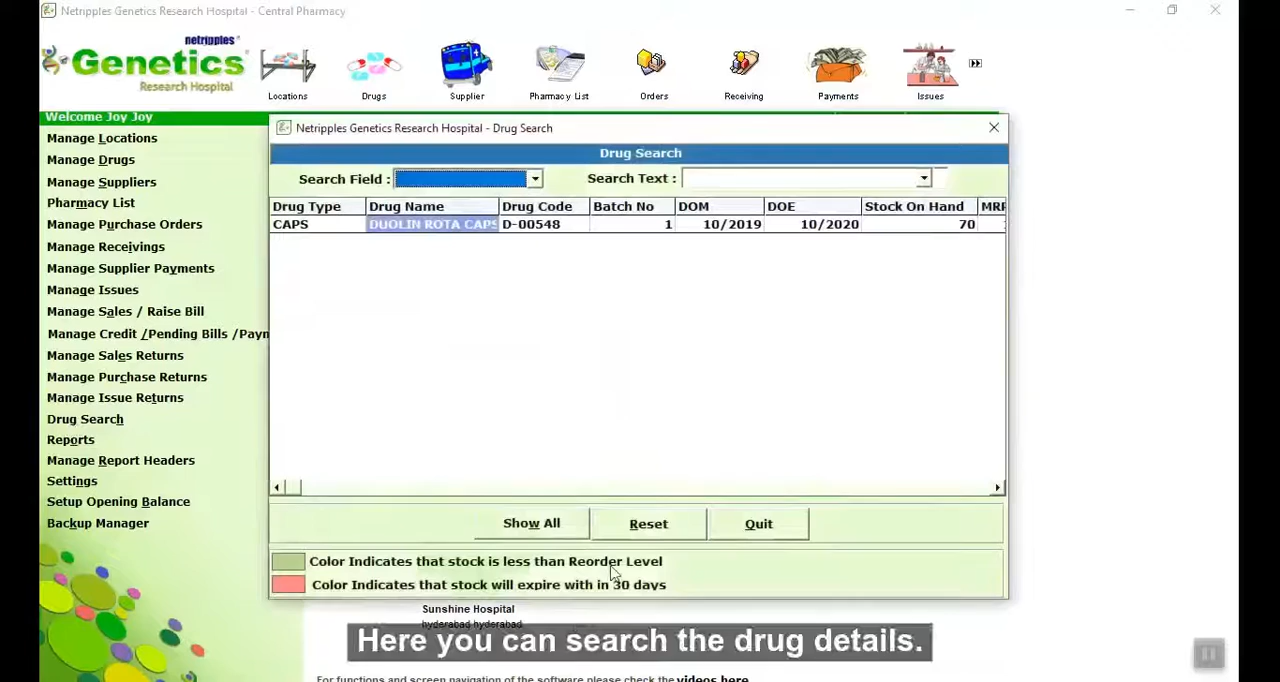 Netripples Genetics Research Hospital - Central Pharmacy
netripples
Genetics
Research Hospital
Locations
Drugs
Supplier
Pharmacy List
Orders
Receiving
Payments
Issues
Welcome Joy Joy
Manage Locations
Manage Drugs
Manage Suppliers
Pharmacy List
Manage Purchase Orders
Manage Receivings
Manage Supplier Payments
Manage Issues
Manage Sales / Raise Bill
Manage Credit /Pending Bills /Payn
Manage Sales Returns
Manage Purchase Returns
Manage Issue Returns
Drug Search
Reports
Manage Report Headers
Settings
Setup Opening Balance
Backup Manager
Netripples Genetics Research Hospital - Drug Search
Drug Search
Search Field : Search Text :
Drug Type Drug Name Drug Code Batch No DOM DOE Stock On Hand MRP
CAPS DUOLIN ROTA CAPS D-00548 1 10/2019 10/2020 70
Show All Reset Quit
Color Indicates that stock is less than Reorder Level
Color Indicates that stock will expire with in 30 days
Sunshine Hospital
hyderabad hyderabad
Here you can search the drug details.
For functions and screen navigation of the software please check the videos here